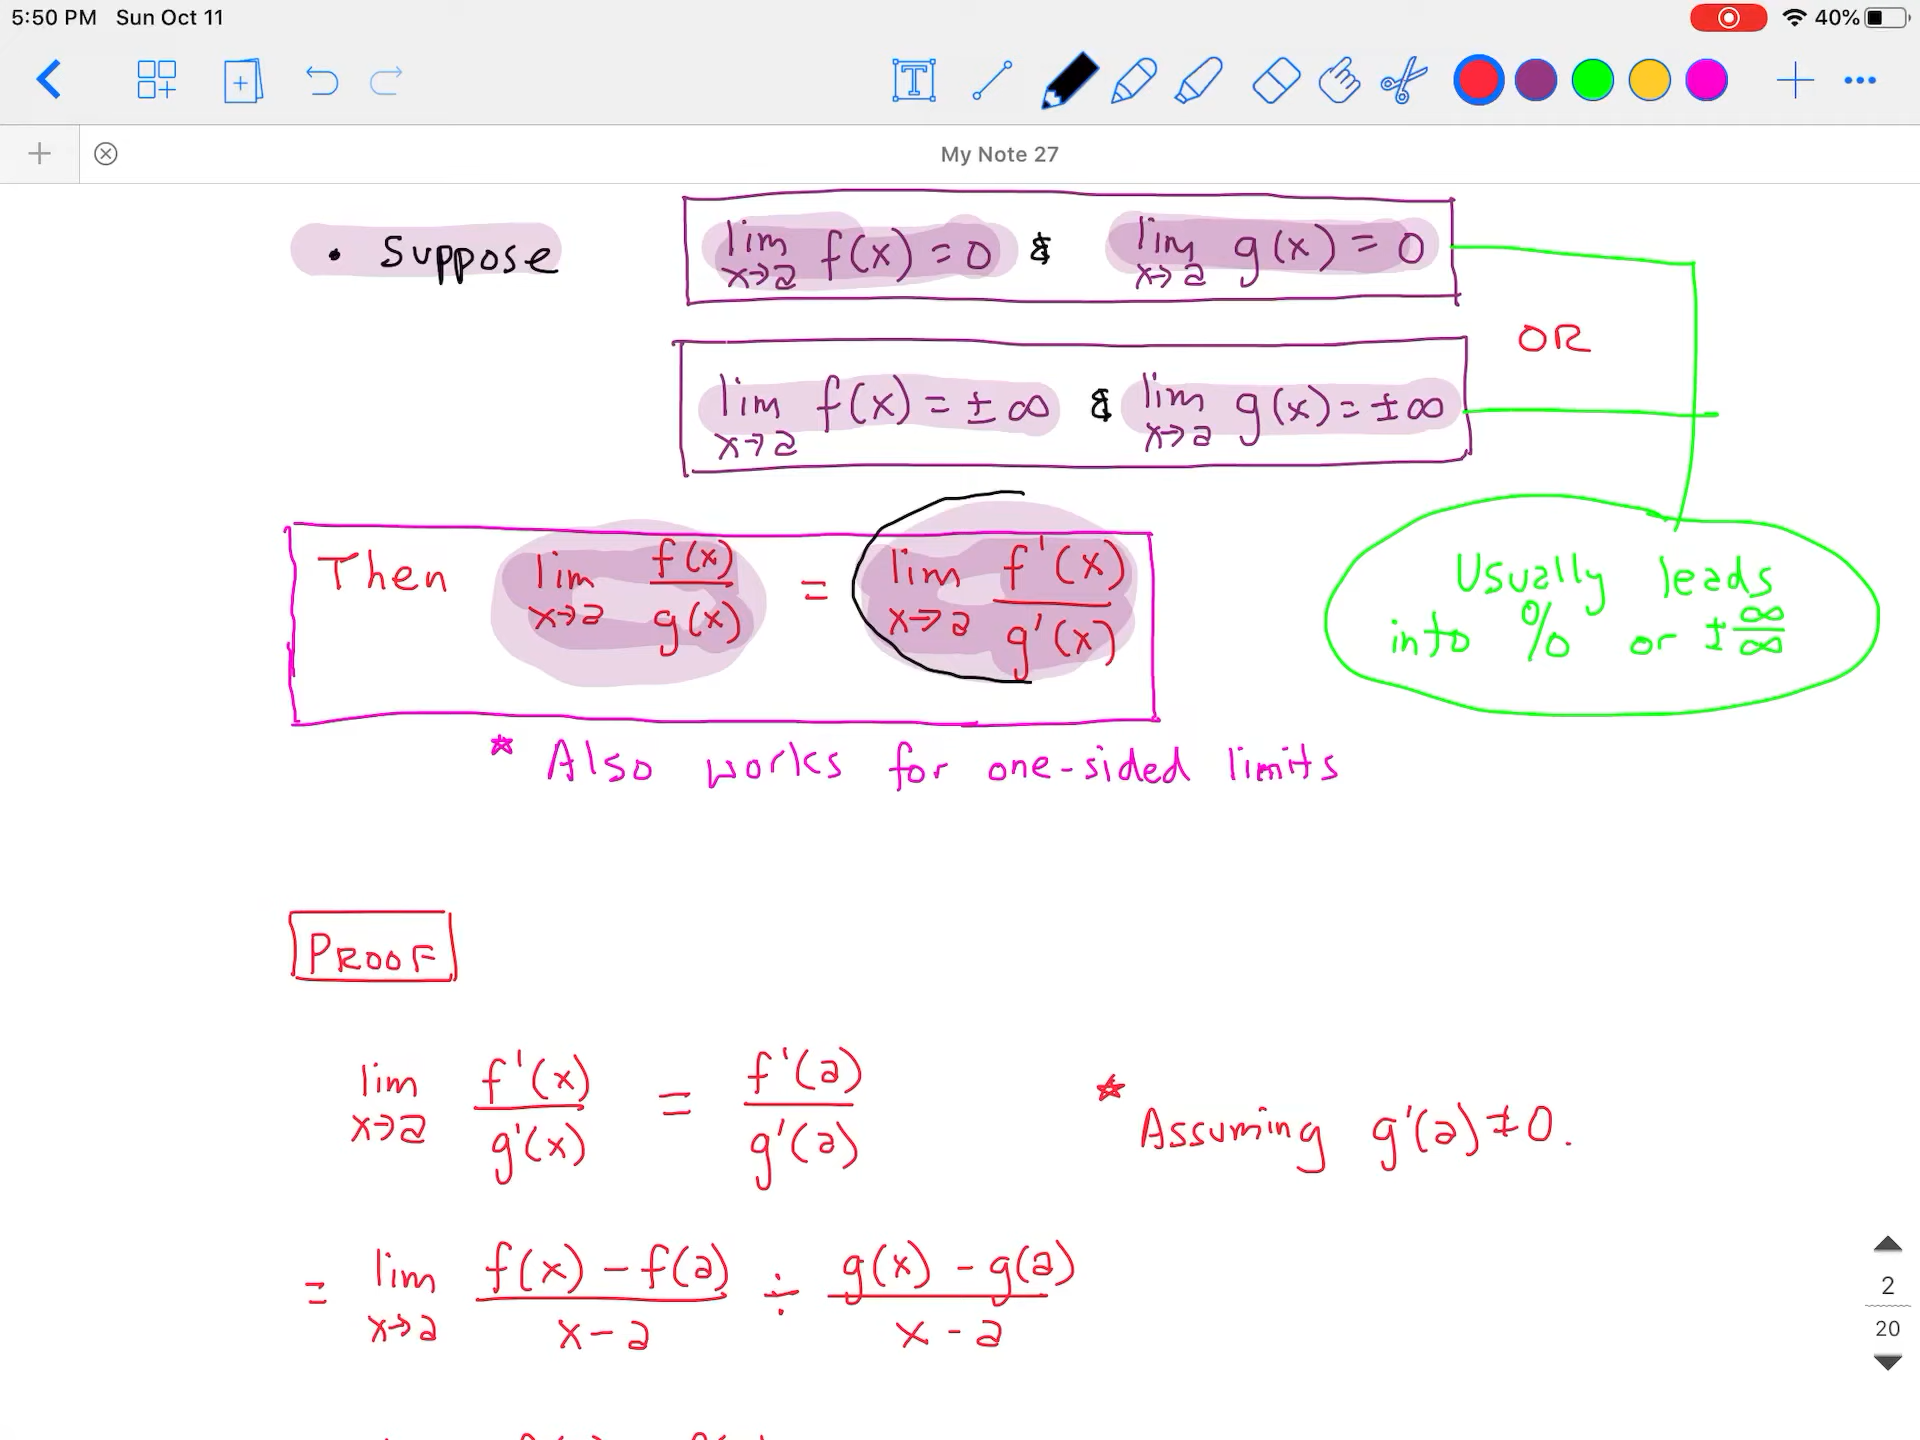 5:50 PM Sun Oct 11 40%
My Note 27
• Suppose lim x→a f(x) = 0 & lim x→a g(x) = 0
OR
lim x→a f(x) = ±∞ & lim x→a g(x) = ±∞
Then lim x→a f(x)/g(x) = lim x→a f'(x)/g'(x)
Usually leads
into 0/0 or ± ∞/∞
* Also works for one-sided limits
PROOF
lim x→a f'(x)/g'(x) = f'(a)/g'(a)
* Assuming g'(a) ≠ 0.
= lim x→a f(x) - f(a)/x - a ÷ g(x) - g(a)/x - a
2
20